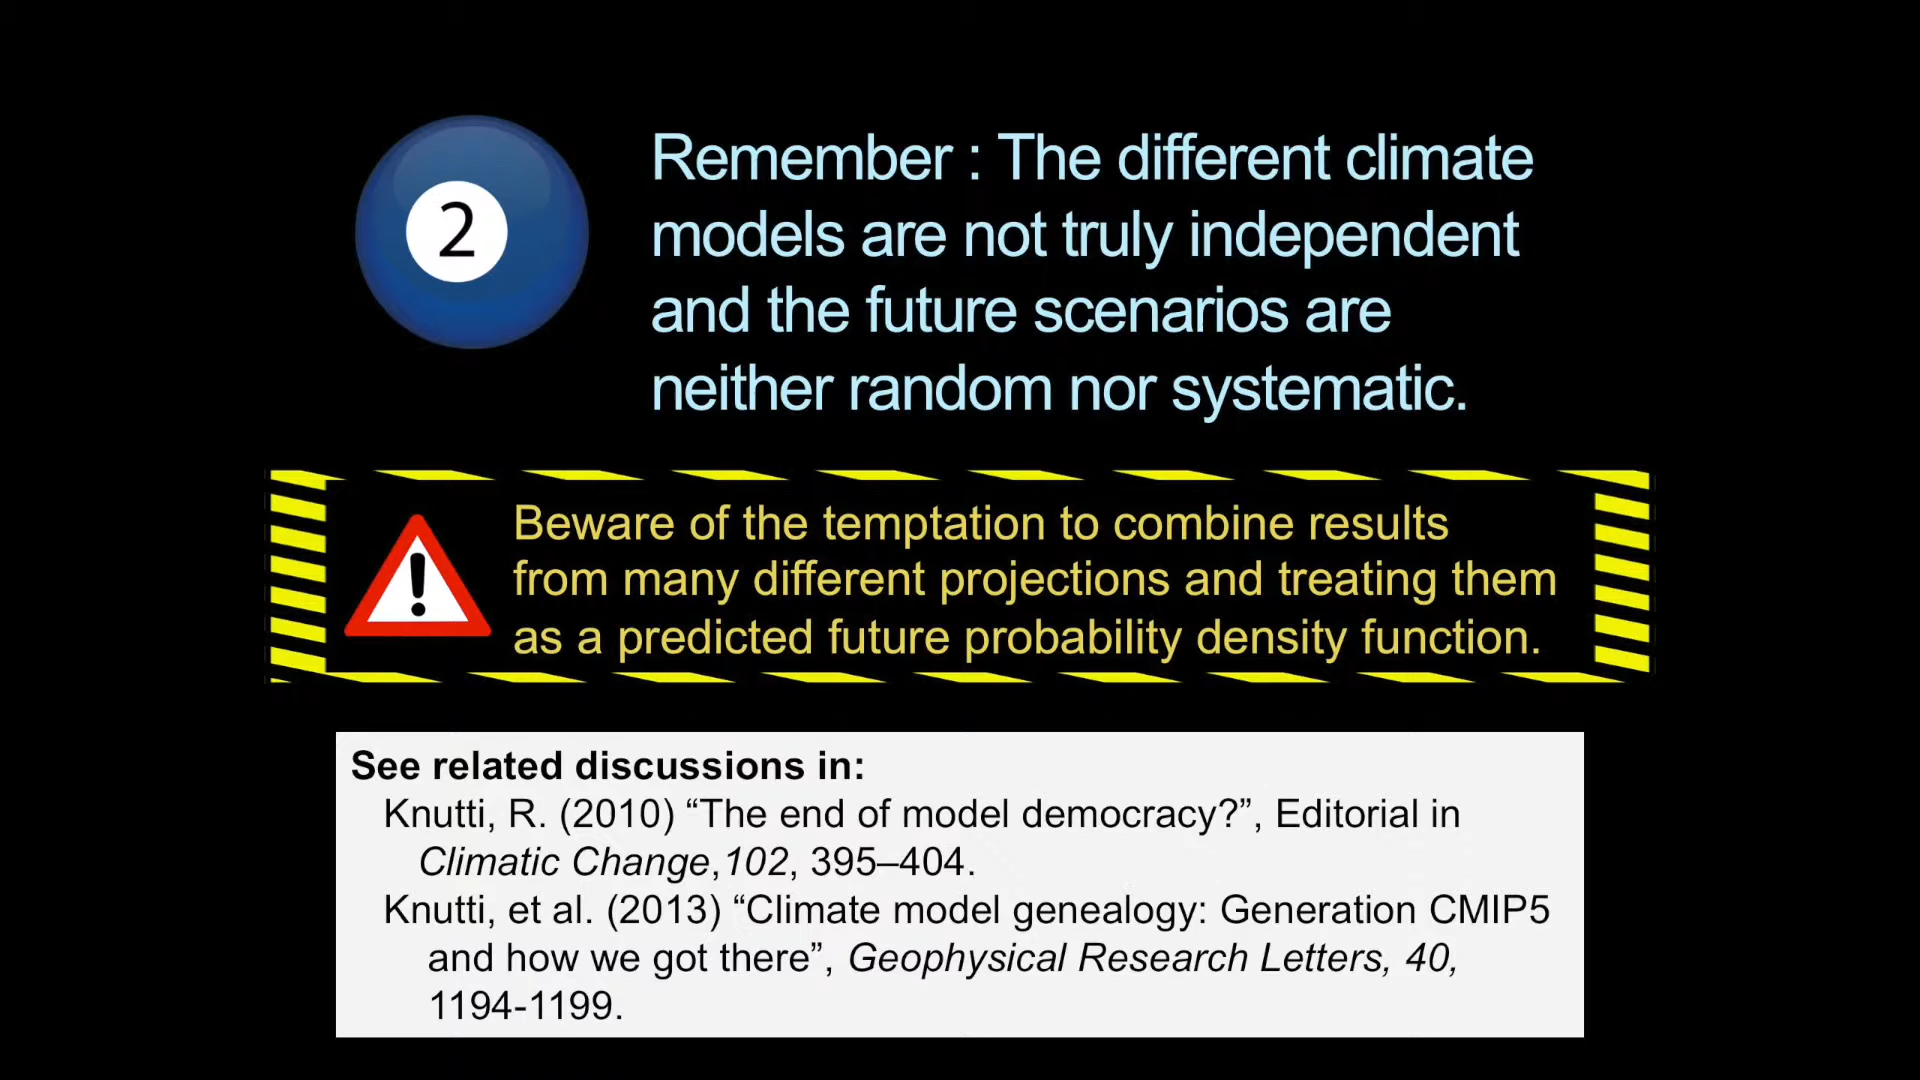 2
Remember : The different climate
models are not truly independent
and the future scenarios are
neither random nor systematic.
!
Beware of the temptation to combine results
from many different projections and treating them
as a predicted future probability density function.
See related discussions in:
Knutti, R. (2010) “The end of model democracy?”, Editorial in
Climatic Change,102, 395–404.
Knutti, et al. (2013) “Climate model genealogy: Generation CMIP5
and how we got there”, Geophysical Research Letters, 40,
1194-1199.